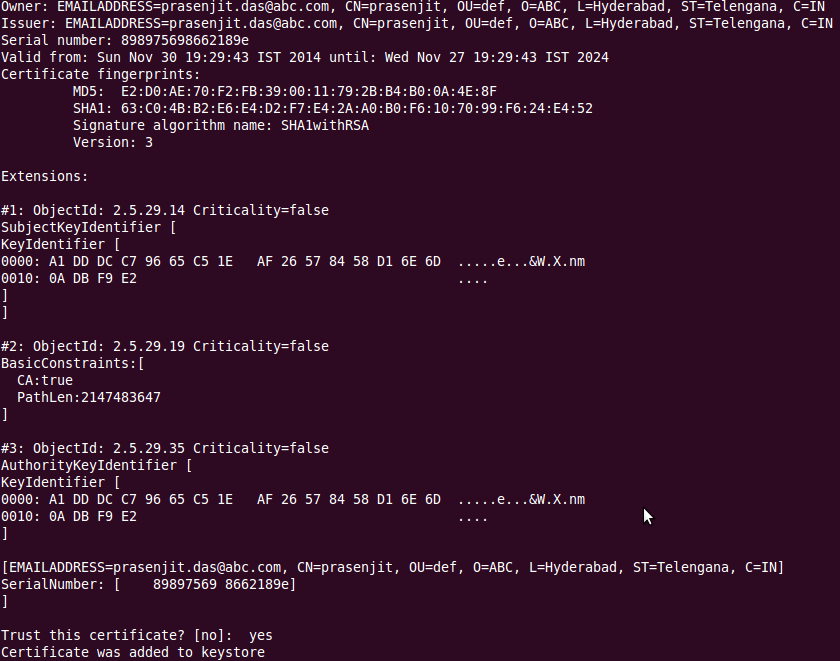 Owner: EMAILADDRESS=prasenjit.das@abc.com, CN=prasenjit, OU=def, O=ABC, L=Hyderabad, ST=Telengana, C=IN
Issuer: EMAILADDRESS=prasenjit.das@abc.com, CN=prasenjit, OU=def, O=ABC, L=Hyderabad, ST=Telengana, C=IN
Serial number: 898975698662189e
Valid from: Sun Nov 30 19:29:43 IST 2014 until: Wed Nov 27 19:29:43 IST 2024
Certificate fingerprints:
         MD5:  E2:D0:AE:70:F2:FB:39:00:11:79:2B:B4:B0:0A:4E:8F
         SHA1: 63:C0:4B:B2:E6:E4:D2:F7:E4:2A:A0:B0:F6:10:70:99:F6:24:E4:52
         Signature algorithm name: SHA1withRSA
         Version: 3

Extensions:

#1: ObjectId: 2.5.29.14 Criticality=false
SubjectKeyIdentifier [
KeyIdentifier [
0000: A1 DD DC C7 96 65 C5 1E   AF 26 57 84 58 D1 6E 6D  .....e...&W.X.nm
0010: 0A DB F9 E2                                        ....
]
]

#2: ObjectId: 2.5.29.19 Criticality=false
BasicConstraints:[
  CA:true
  PathLen:2147483647
]

#3: ObjectId: 2.5.29.35 Criticality=false
AuthorityKeyIdentifier [
KeyIdentifier [
0000: A1 DD DC C7 96 65 C5 1E   AF 26 57 84 58 D1 6E 6D  .....e...&W.X.nm
0010: 0A DB F9 E2                                        ....
]

[EMAILADDRESS=prasenjit.das@abc.com, CN=prasenjit, OU=def, O=ABC, L=Hyderabad, ST=Telengana, C=IN]
SerialNumber: [    89897569 8662189e]
]

Trust this certificate? [no]:  yes
Certificate was added to keystore